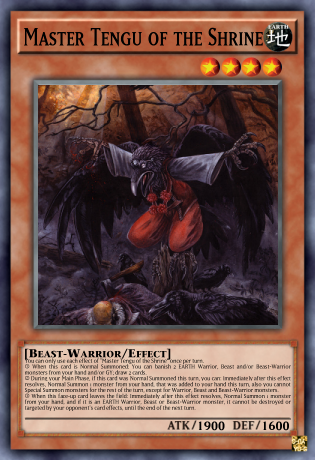 MASTER TENGU OF THE SHRINE
EARTH
地
[BEAST-WARRIOR/EFFECT]
You can only use each effect of "Master Tengu of the Shrine" once per turn.
① When this card is Normal Summoned: You can banish 2 EARTH Warrior, Beast and/or Beast-Warrior
monsters from your hand and/or GY; draw 2 cards.
② During your Main Phase, if this card was Normal Summoned this turn, you can: Immediately after this effect
resolves, Normal Summon 1 monster from your hand, that was added to your hand this turn, also you cannot
Special Summon monsters for the rest of the turn, except for Warrior, Beast and Beast-Warrior monsters.
③ When this face-up card leaves the field: Immediately after this effect resolves, Normal Summon 1 monster
from your hand, and if it is an EARTH Warrior, Beast or Beast-Warrior monster, it cannot be destroyed or
targeted by your opponent's card effects, until the end of the next turn.
ATK/1900 DEF/1600